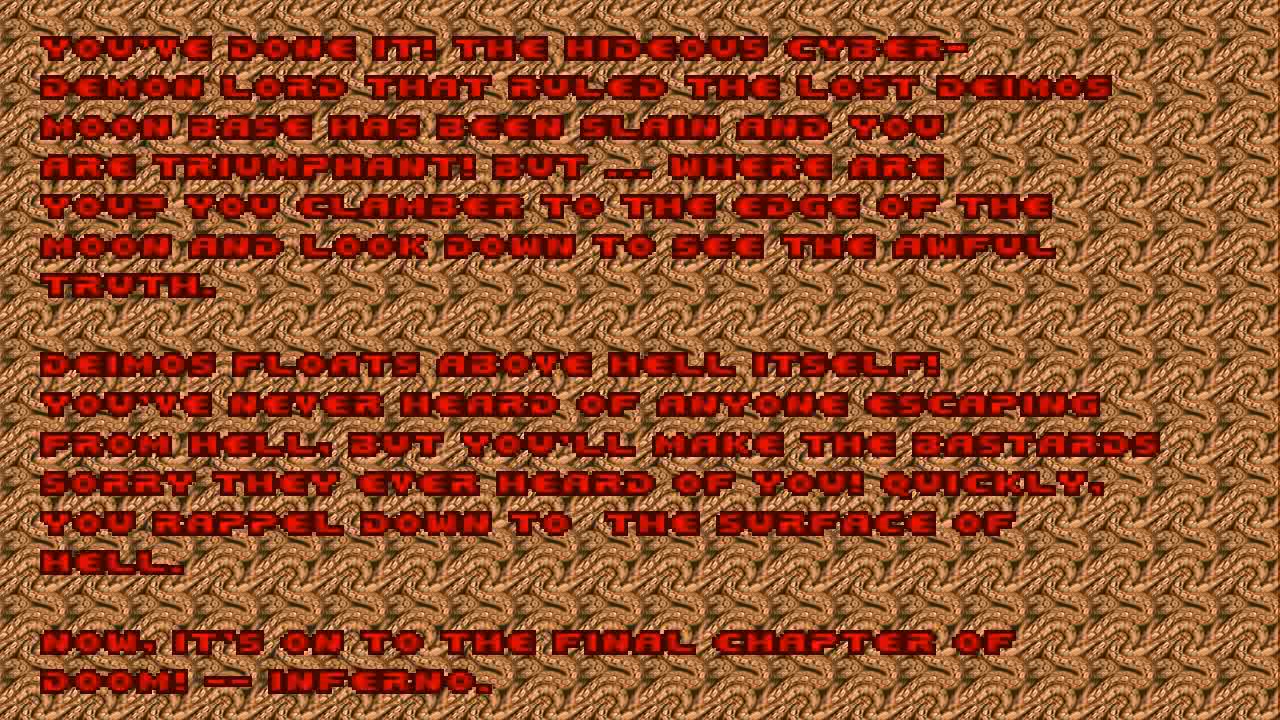 YOU'VE DONE IT! THE HIDEOUS CYBER-
DEMON LORD THAT RULED THE LOST DEIMOS
MOON BASE HAS BEEN SLAIN AND YOU
ARE TRIUMPHANT! BUT ... WHERE ARE
YOU? YOU CLAMBER TO THE EDGE OF THE
MOON AND LOOK DOWN TO SEE THE AWFUL
TRUTH.

DEIMOS FLOATS ABOVE HELL ITSELF!
YOU'VE NEVER HEARD OF ANYONE ESCAPING
FROM HELL, BUT YOU'LL MAKE THE BASTARDS
SORRY THEY EVER HEARD OF YOU! QUICKLY,
YOU RAPPEL DOWN TO  THE SURFACE OF
HELL.

NOW, IT'S ON TO THE FINAL CHAPTER OF
DOOM! -- INFERNO.